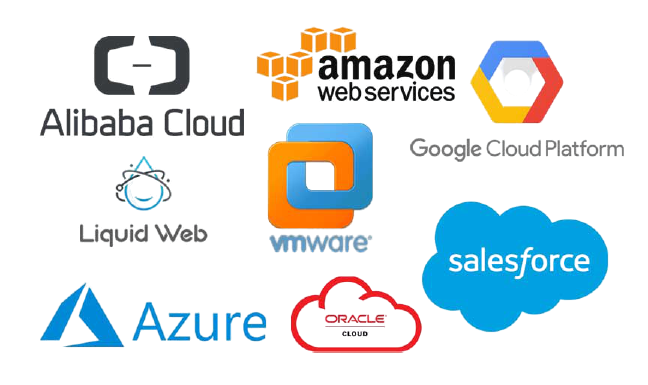 Alibaba Cloud
amazon
web services
Google Cloud Platform
Liquid Web
vmware®
salesforce
Azure
ORACLE
CLOUD